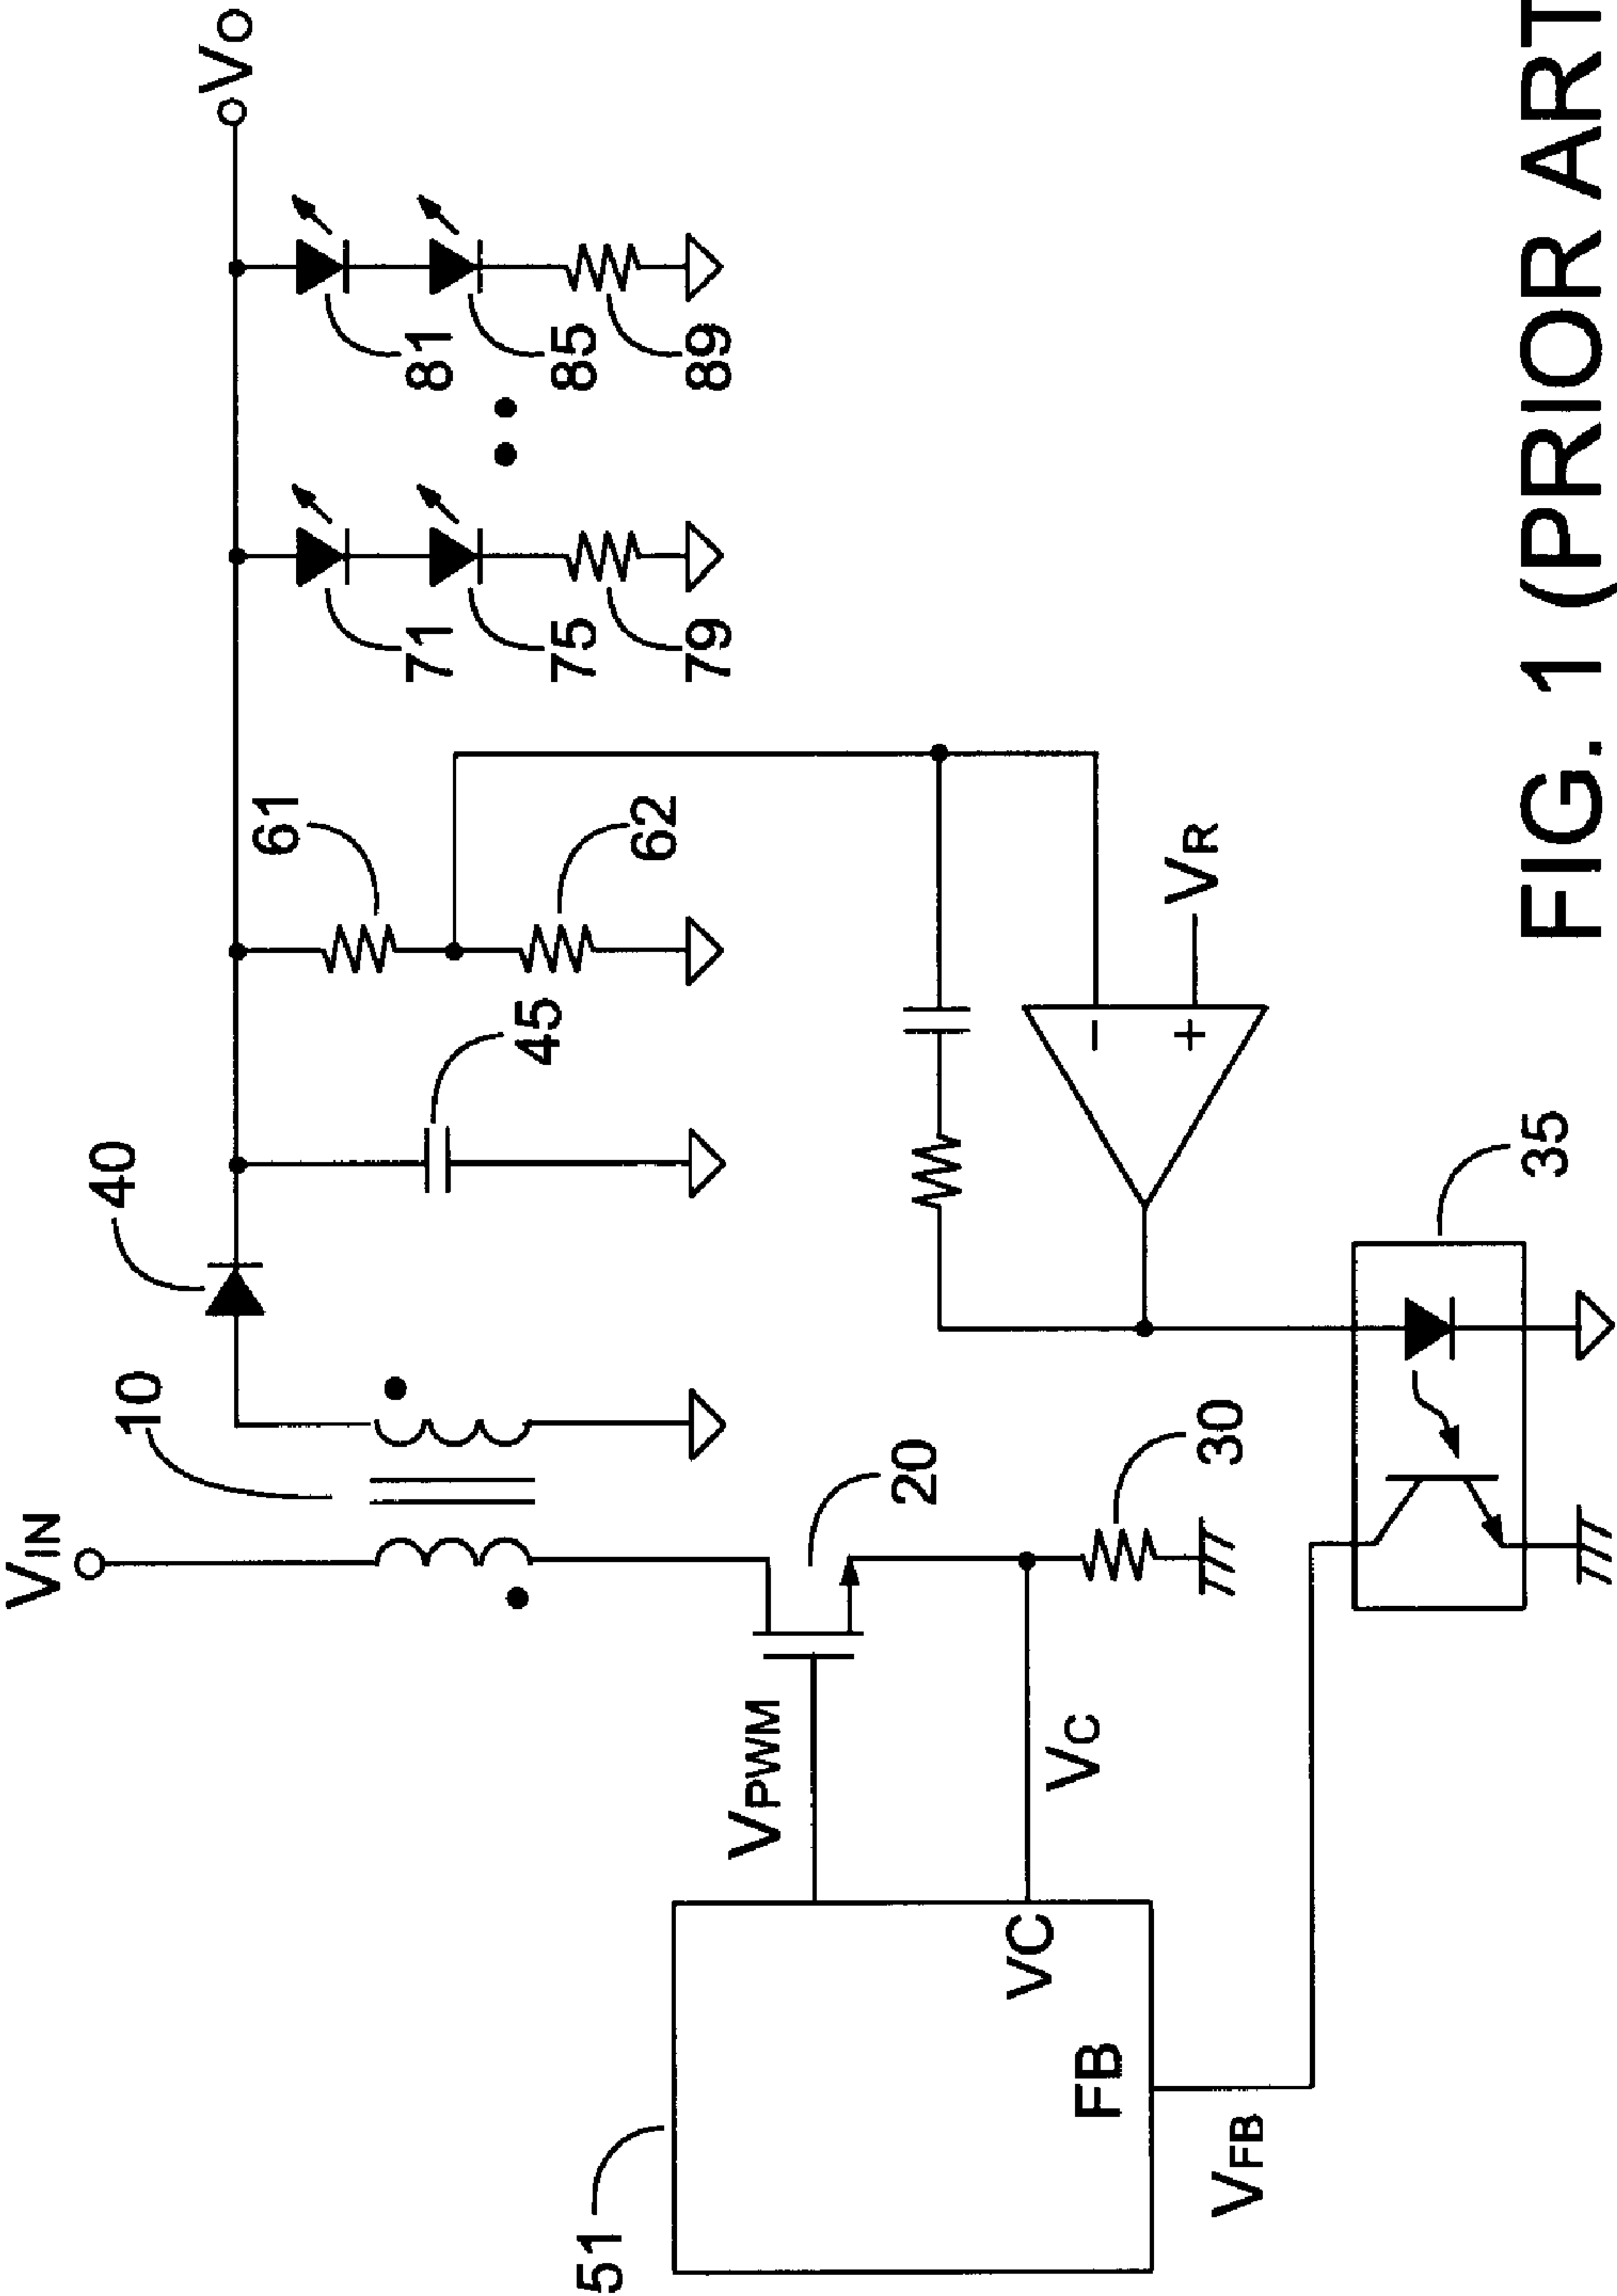 VIN
10
40
VO
61
45
62
71
81
75
85
79
89
20
VPWM
51
VC
VC
30
FB
VFB
-
+
VR
35
FIG. 1 (PRIOR ART